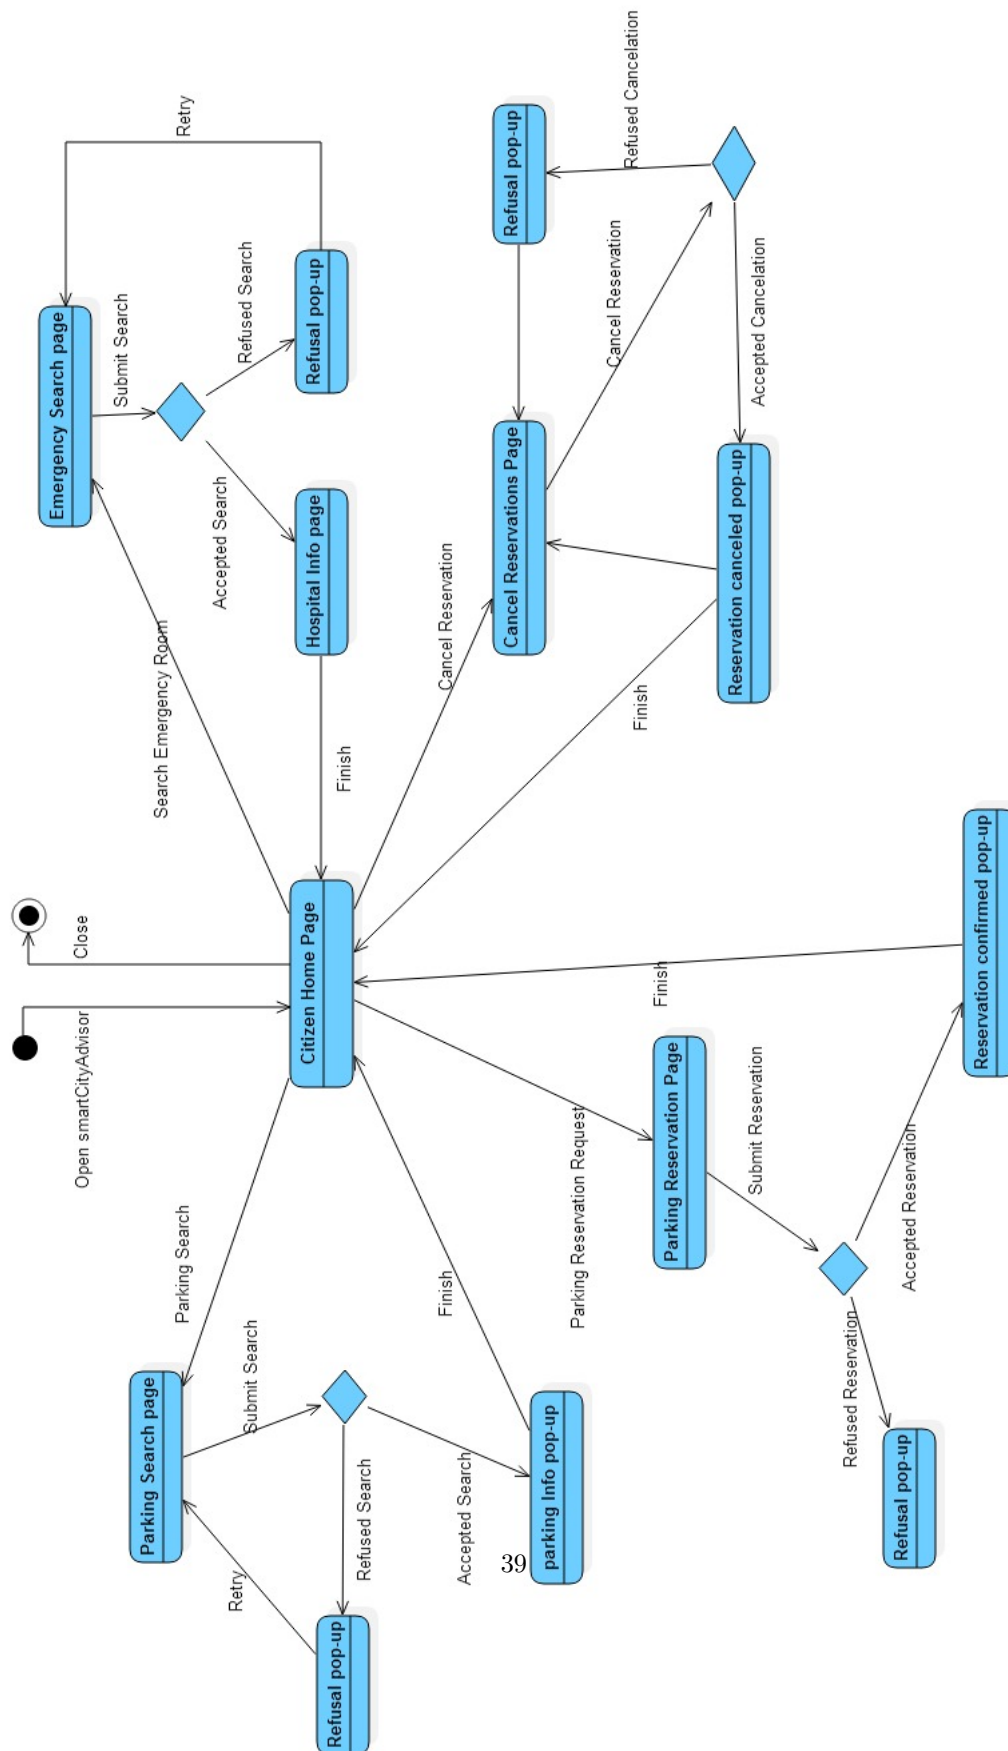 Open smartCityAdvisor
Close
Citizen Home Page
Search Emergency Room
Emergency Search page
Submit Search
Refused Search
Refusal pop-up
Retry
Accepted Search
Hospital Info page
Finish
Cancel Reservation
Cancel Reservations Page
Cancel Reservation
Refused Cancelation
Refusal pop-up
Accepted Cancelation
Reservation canceled pop-up
Finish
Parking Search
Parking Search page
Submit Search
Refused Search
Refusal pop-up
Retry
Accepted Search
parking Info pop-up
Finish
Parking Reservation Request
Parking Reservation Page
Submit Reservation
Refused Reservation
Refusal pop-up
Accepted Reservation
Reservation confirmed pop-up
Finish
39